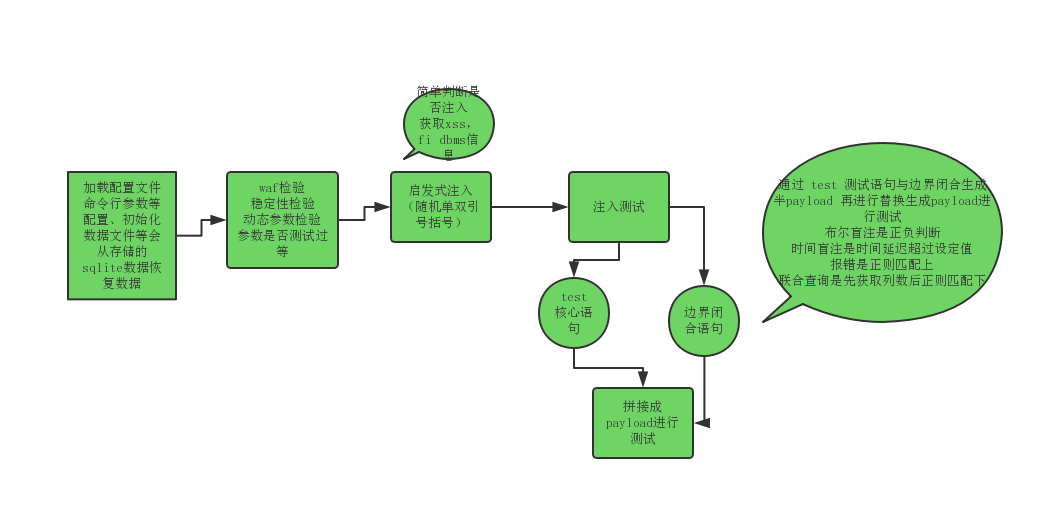 加载配置文件
命令行参数等
配置、初始化
数据文件等会
从存储的
sqlite数据恢
复数据
waf检验
稳定性检验
动态参数检验
参数是否测试过
等
简单判断是
否注入
获取xss，
fi dbms信
息
启发式注入
（随机单双引
号括号）
注入测试
test
核心语
句
边界闭
合语句
拼接成
payload进行
测试
通过 test 测试语句与边界闭合生成
半payload 再进行替换生成payload进
行测试
布尔盲注是正负判断
时间盲注是时间延迟超过设定值
报错是正则匹配上
联合查询是先获取列数后正则匹配下